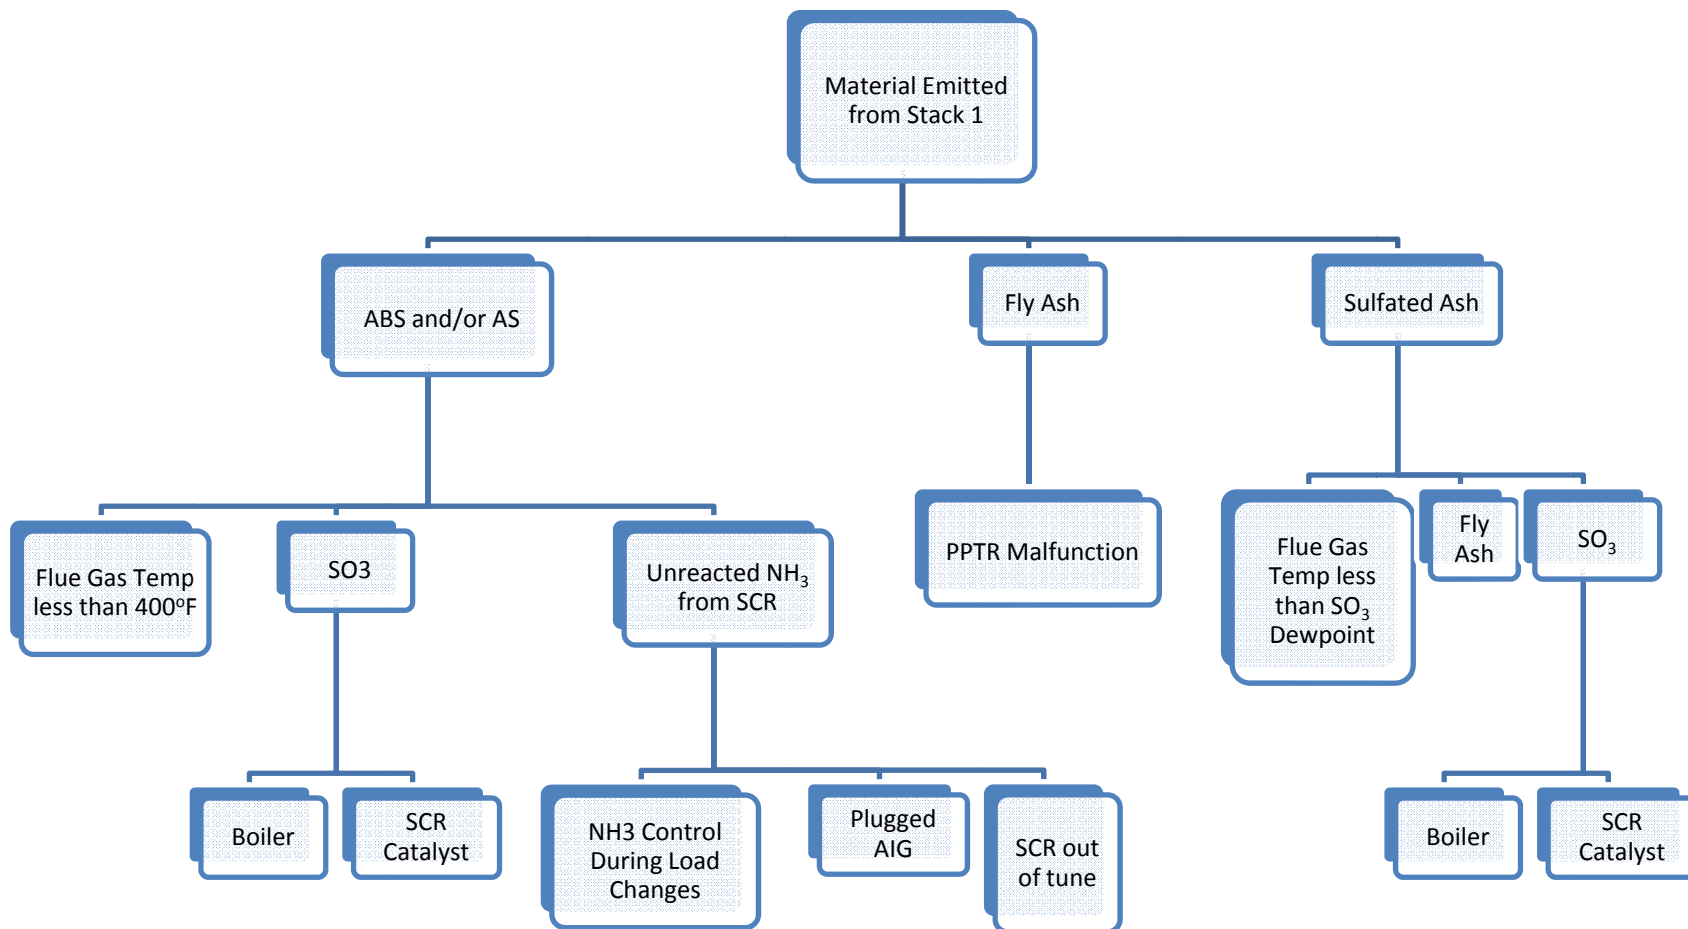 Material Emitted
from Stack 1
ABS and/or AS
Fly Ash
Sulfated Ash
Flue Gas Temp
less than 400ºF
SO3
Unreacted NH₃
from SCR
PPTR Malfunction
Flue Gas
Temp less
than SO₃
Dewpoint
Fly
Ash
SO₃
Boiler
SCR
Catalyst
NH3 Control
During Load
Changes
Plugged
AIG
SCR out
of tune
Boiler
SCR
Catalyst